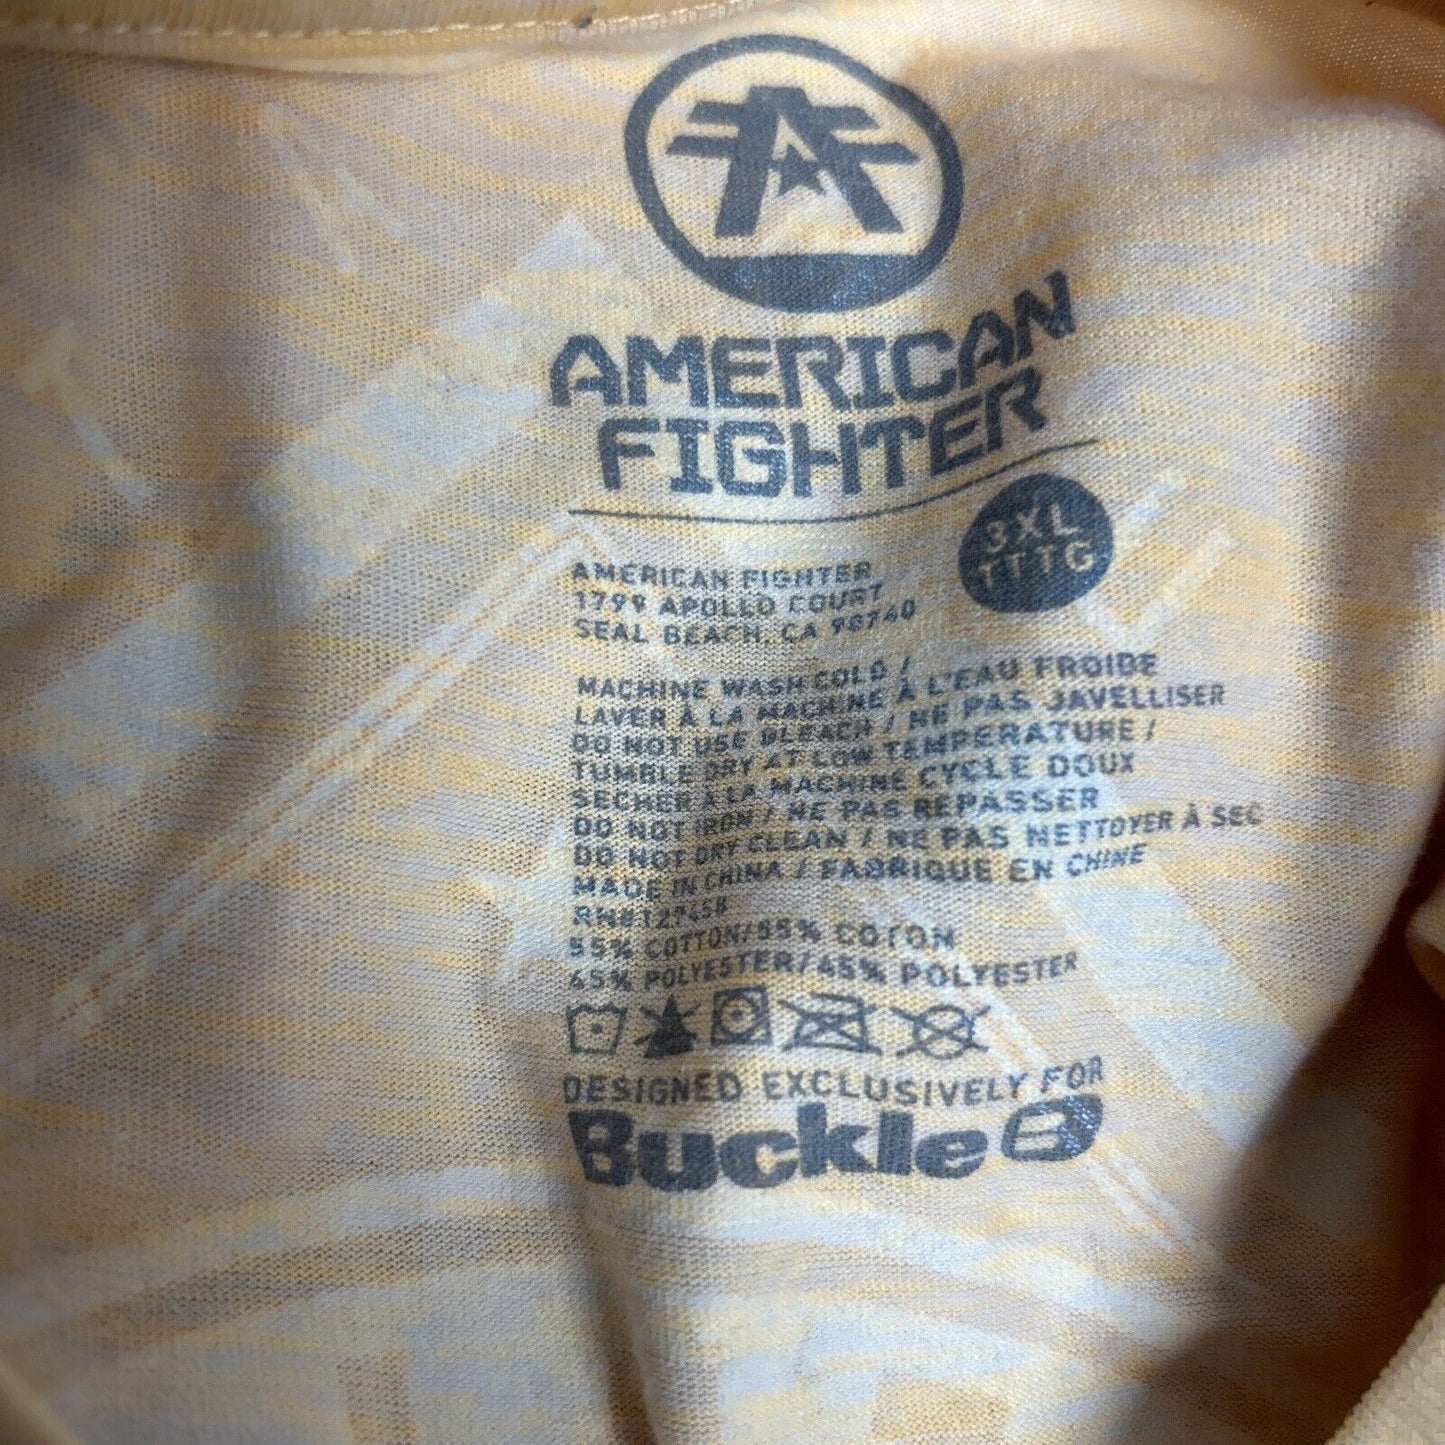 AMERICAN
FIGHTER
3XL
TTTG
AMERICAN FIGHTER
1799 APOLLO COURT
SEAL BEACH, CA 90740
MACHINE WASH COLD /
LAVER À LA MACHINE À L'EAU FROIDE
DO NOT USE BLEACH / NE PAS JAVELLISER
TUMBLE DRY AT LOW TEMPERATURE /
SECHER À LA MACHINE CYCLE DOUX
DO NOT IRON / NE PAS REPASSER
DO NOT DRY CLEAN / NE PAS NETTOYER À SEC
MADE IN CHINA / FABRIQUE EN CHINE
RN#127458
55% COTTON/55% COTON
45% POLYESTER/45% POLYESTER
DESIGNED EXCLUSIVELY FOR
Buckle B